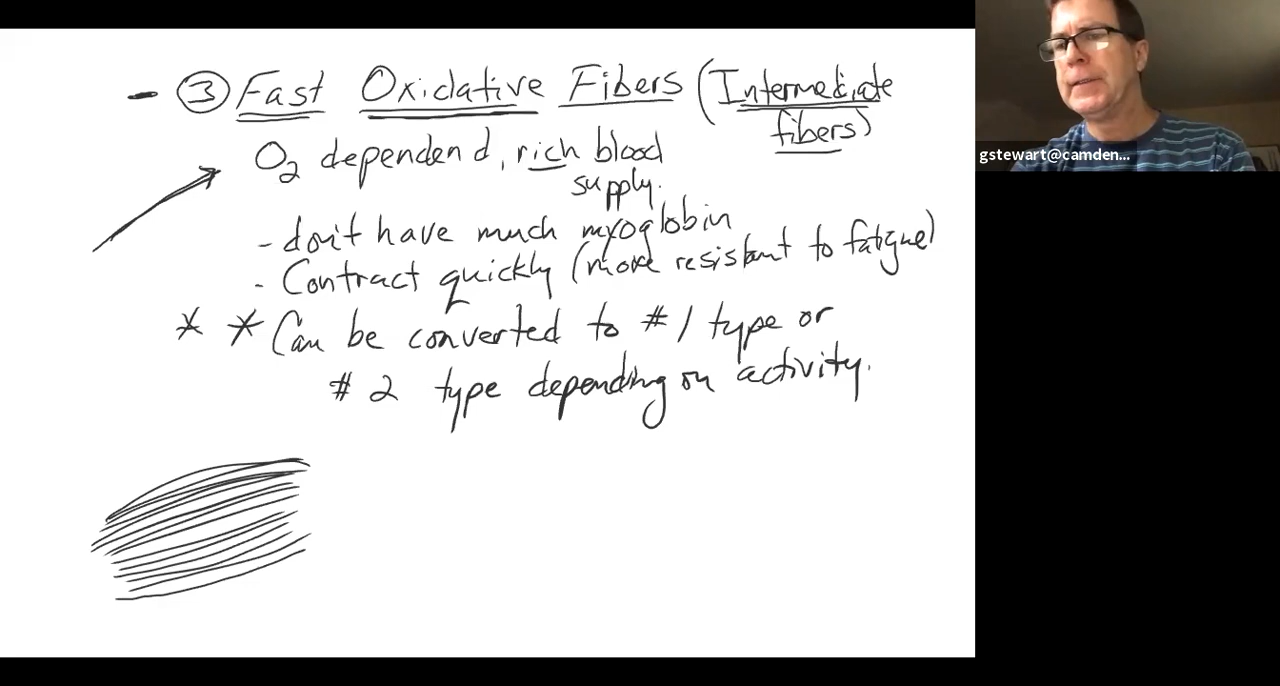 - ③ Fast Oxidative Fibers (Intermediate
fibers)
O₂ dependend, rich blood
supply.
- don't have much myoglobin
- Contract quickly (more resistant to fatigue)
* * Can be converted to #1 type or
# 2 type depending on activity.
gstewart@camden...